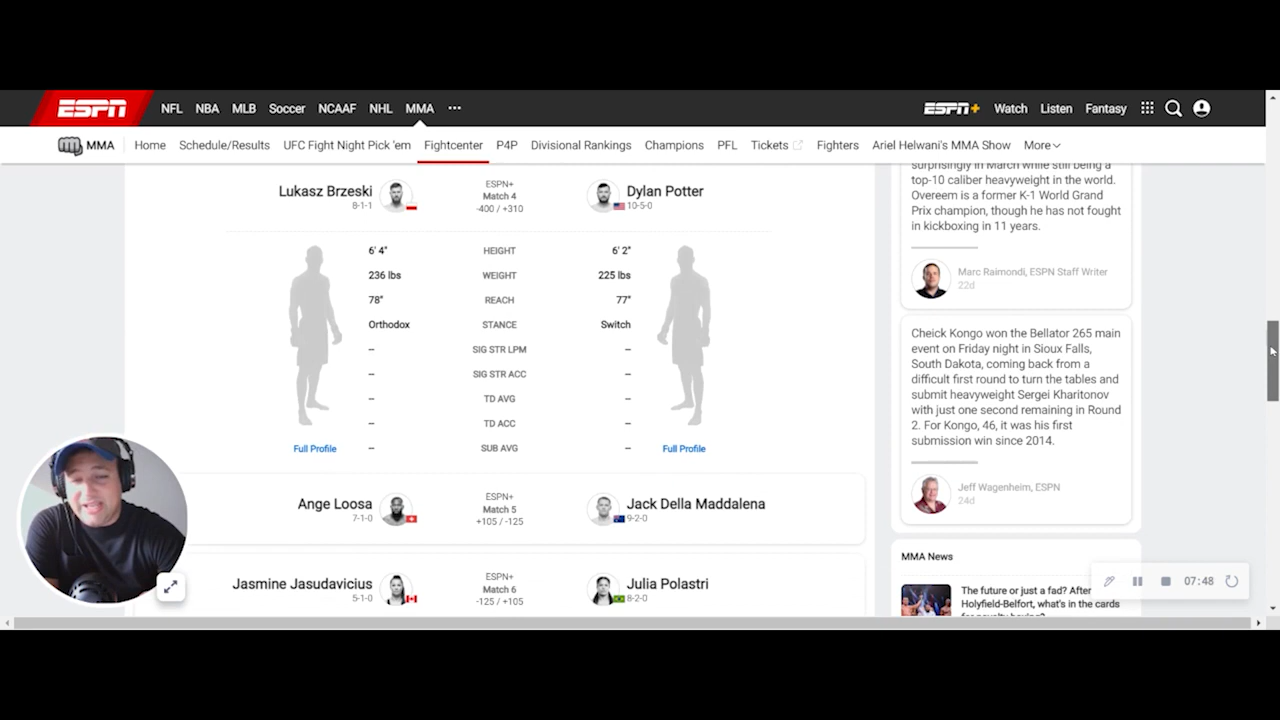 ESPN NFL NBA MLB Soccer NCAAF NHL MMA ••• ESPN+ Watch Listen Fantasy
MMA Home Schedule/Results UFC Fight Night Pick 'em Fightcenter P4P Divisional Rankings Champions PFL Tickets Fighters Ariel Helwani's MMA Show More
Lukasz Brzeski
8-1-1
ESPN+
Match 4
-400 / +310
Dylan Potter
10-5-0
6' 4" HEIGHT 6' 2"
236 lbs WEIGHT 225 lbs
78" REACH 77"
Orthodox STANCE Switch
-- SIG STR LPM --
-- SIG STR ACC --
-- TD AVG --
-- TD ACC --
Full Profile -- SUB AVG -- Full Profile
Ange Loosa
7-1-0
ESPN+
Match 5
+105 / -125
Jack Della Maddalena
9-2-0
Jasmine Jasudavicius
5-1-0
ESPN+
Match 6
-125 / +105
Julia Polastri
8-2-0
surprisingly in March while still being a
top-10 caliber heavyweight in the world.
Overeem is a former K-1 World Grand
Prix champion, though he has not fought
in kickboxing in 11 years.
Marc Raimondi, ESPN Staff Writer
22d
Cheick Kongo won the Bellator 265 main
event on Friday night in Sioux Falls,
South Dakota, coming back from a
difficult first round to turn the tables and
submit heavyweight Sergei Kharitonov
with just one second remaining in Round
2. For Kongo, 46, it was his first
submission win since 2014.
Jeff Wagenheim, ESPN
24d
MMA News
The future or just a fad? After
Holyfield-Belfort, what's in the cards
07:48